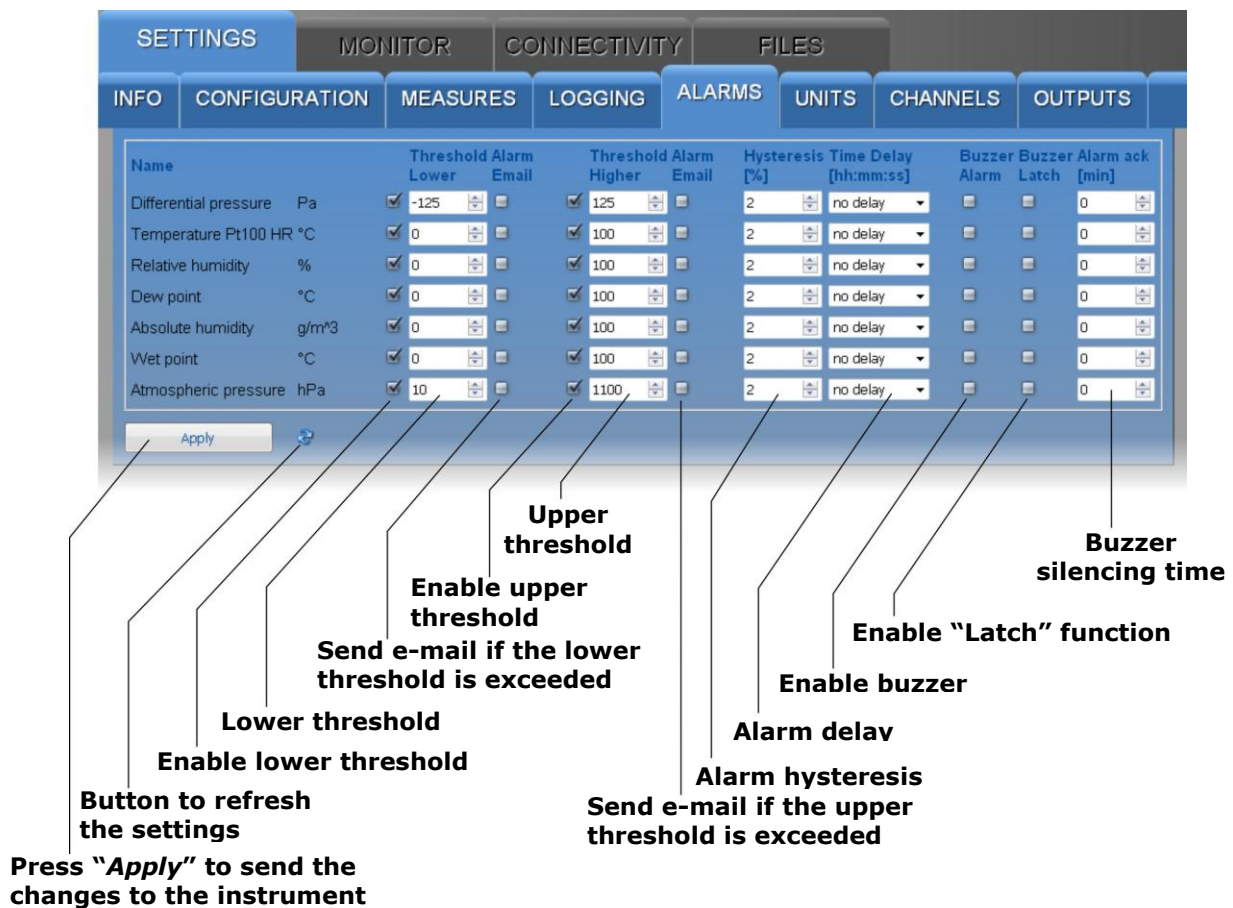 SETTINGS MONITOR CONNECTIVITY FILES
INFO CONFIGURATION MEASURES LOGGING ALARMS UNITS CHANNELS OUTPUTS
Name Threshold Lower Alarm Email Threshold Higher Alarm Email Hysteresis [%] Time Delay [hh:mm:ss] Buzzer Alarm Buzzer Latch Alarm ack [min]
Differential pressure Pa -125 125 2 no delay 0
Temperature Pt100 HR °C 0 100 2 no delay 0
Relative humidity % 0 100 2 no delay 0
Dew point °C 0 100 2 no delay 0
Absolute humidity g/m^3 0 100 2 no delay 0
Wet point °C 0 100 2 no delay 0
Atmospheric pressure hPa 10 1100 2 no delay 0
Apply
Upper
threshold
Buzzer
silencing time
Enable upper
threshold
Enable “Latch” function
Send e-mail if the lower
threshold is exceeded
Enable buzzer
Lower threshold
Alarm delay
Enable lower threshold
Alarm hysteresis
Button to refresh
the settings
Send e-mail if the upper
threshold is exceeded
Press “Apply” to send the
changes to the instrument